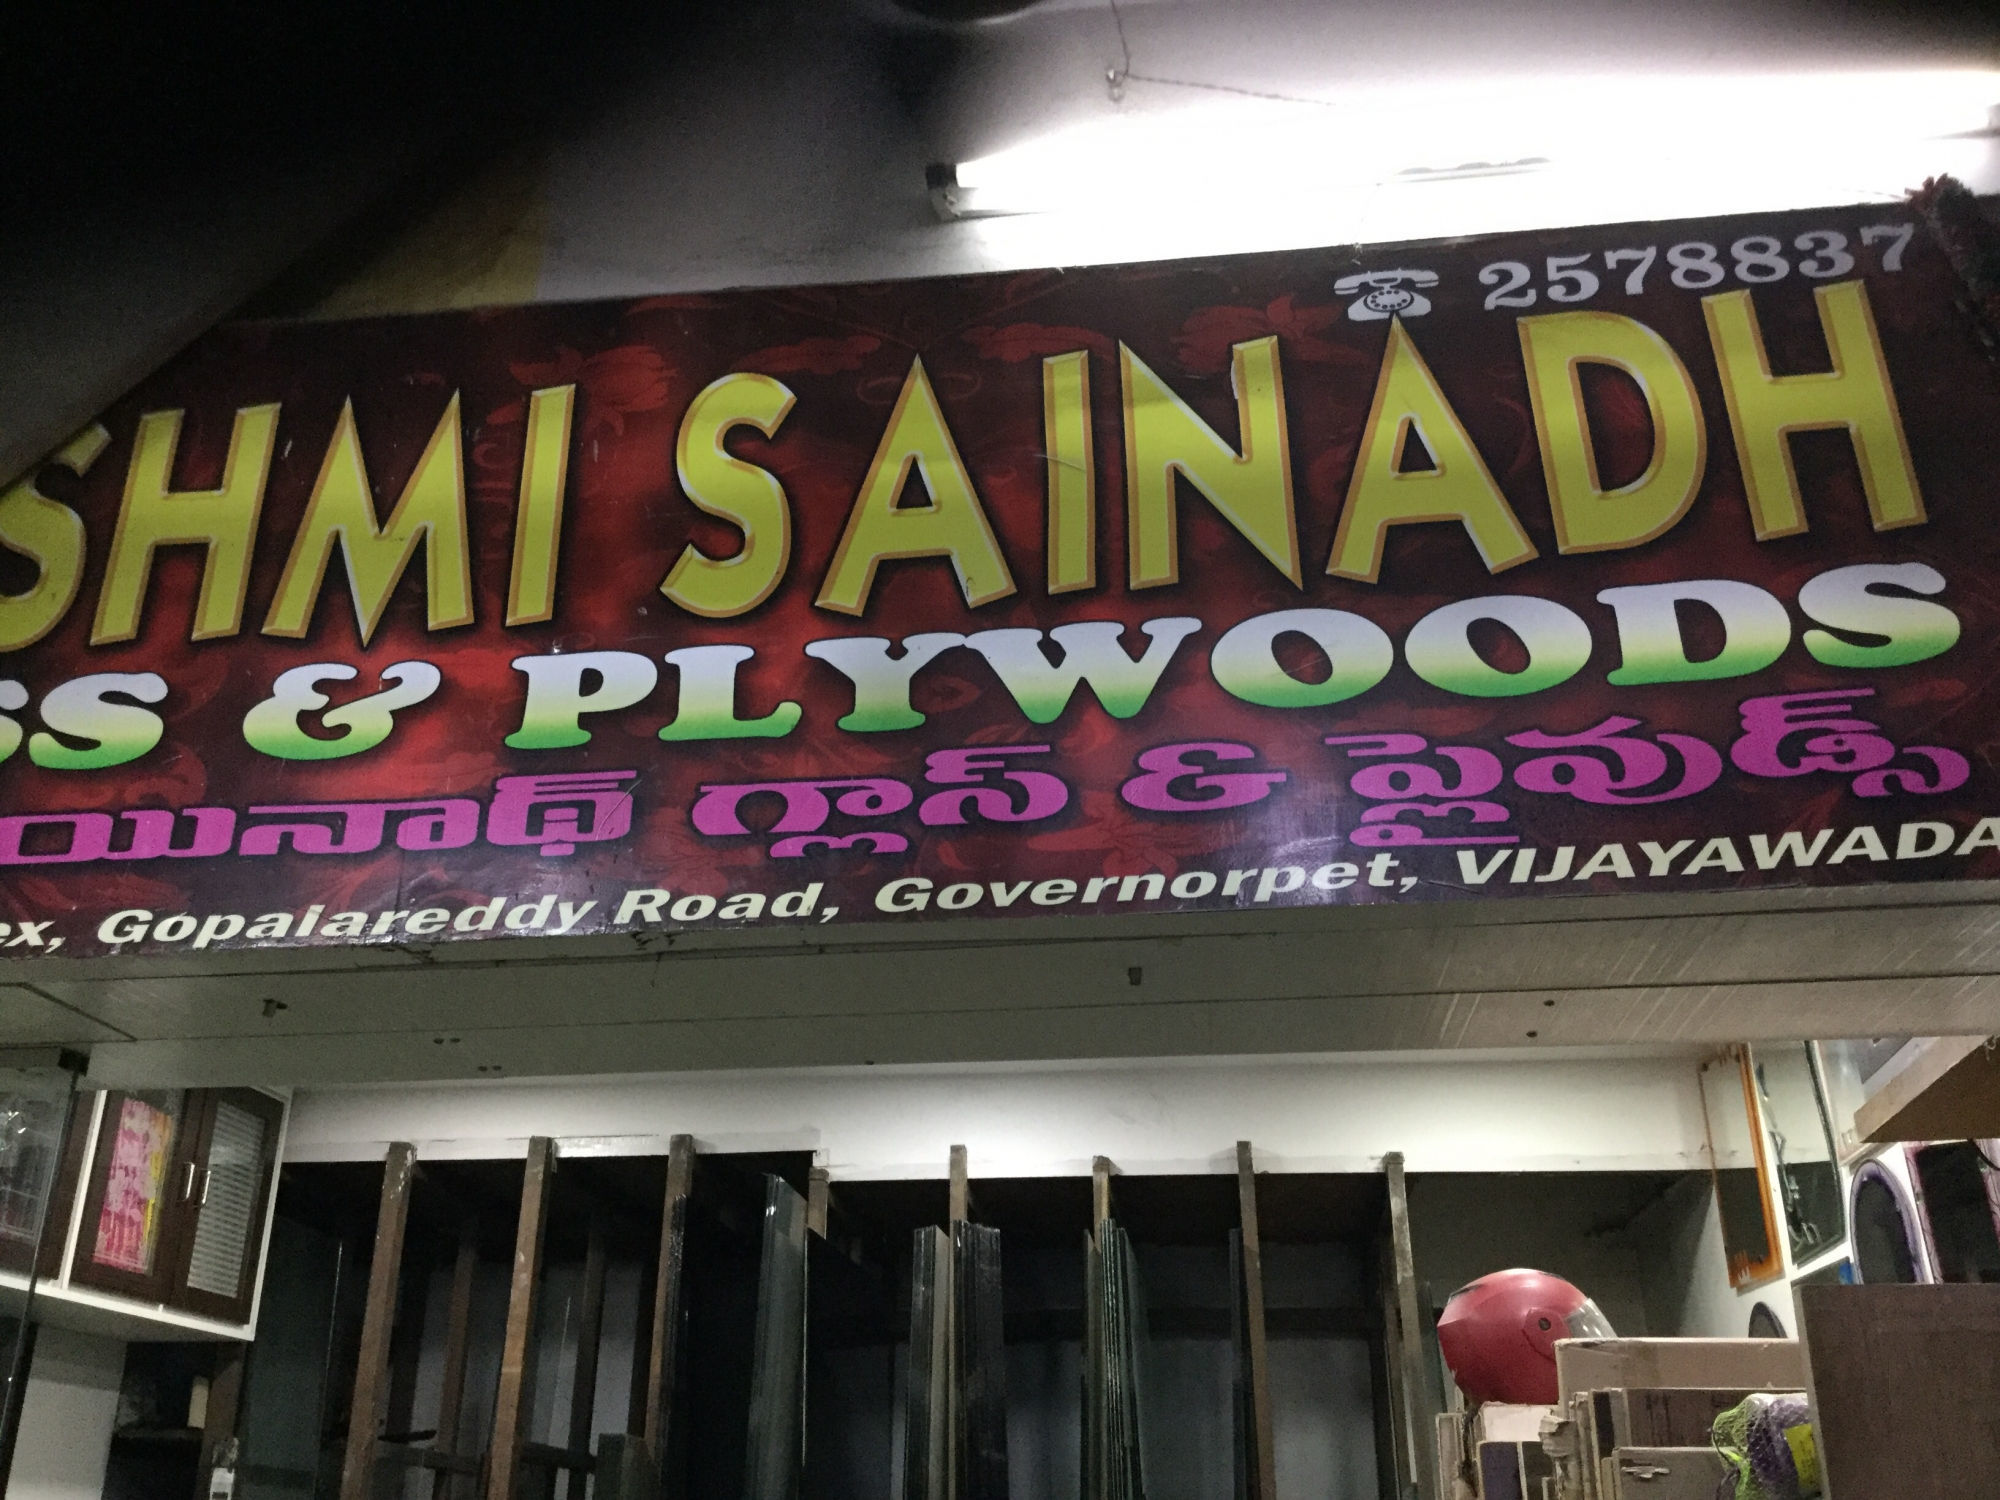 ☎ 2578837
SHMI SAINADH
SS & PLYWOODS
యినాథ్ గ్లాస్ & ప్లైవుడ్స్
ex, Gopalareddy Road, Governorpet, VIJAYAWADA